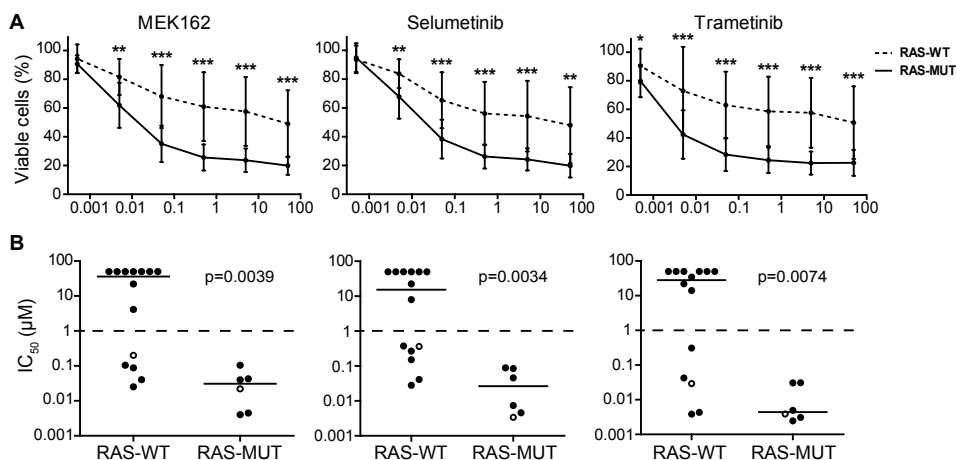 A
MEK162
Selumetinib
Trametinib
Viable cells (%)
100
80
60
40
20
0
** *** *** *** ***
0.001 0.01 0.1 1 10 100
100
80
60
40
20
0
** *** *** *** **
0.001 0.01 0.1 1 10 100
100
80
60
40
20
0
* *** *** *** *** ***
0.001 0.01 0.1 1 10 100
RAS-WT
RAS-MUT
B
IC50 (µM)
100
10
1
0.1
0.01
0.001
p=0.0039
RAS-WT RAS-MUT
100
10
1
0.1
0.01
0.001
p=0.0034
RAS-WT RAS-MUT
100
10
1
0.1
0.01
0.001
p=0.0074
RAS-WT RAS-MUT